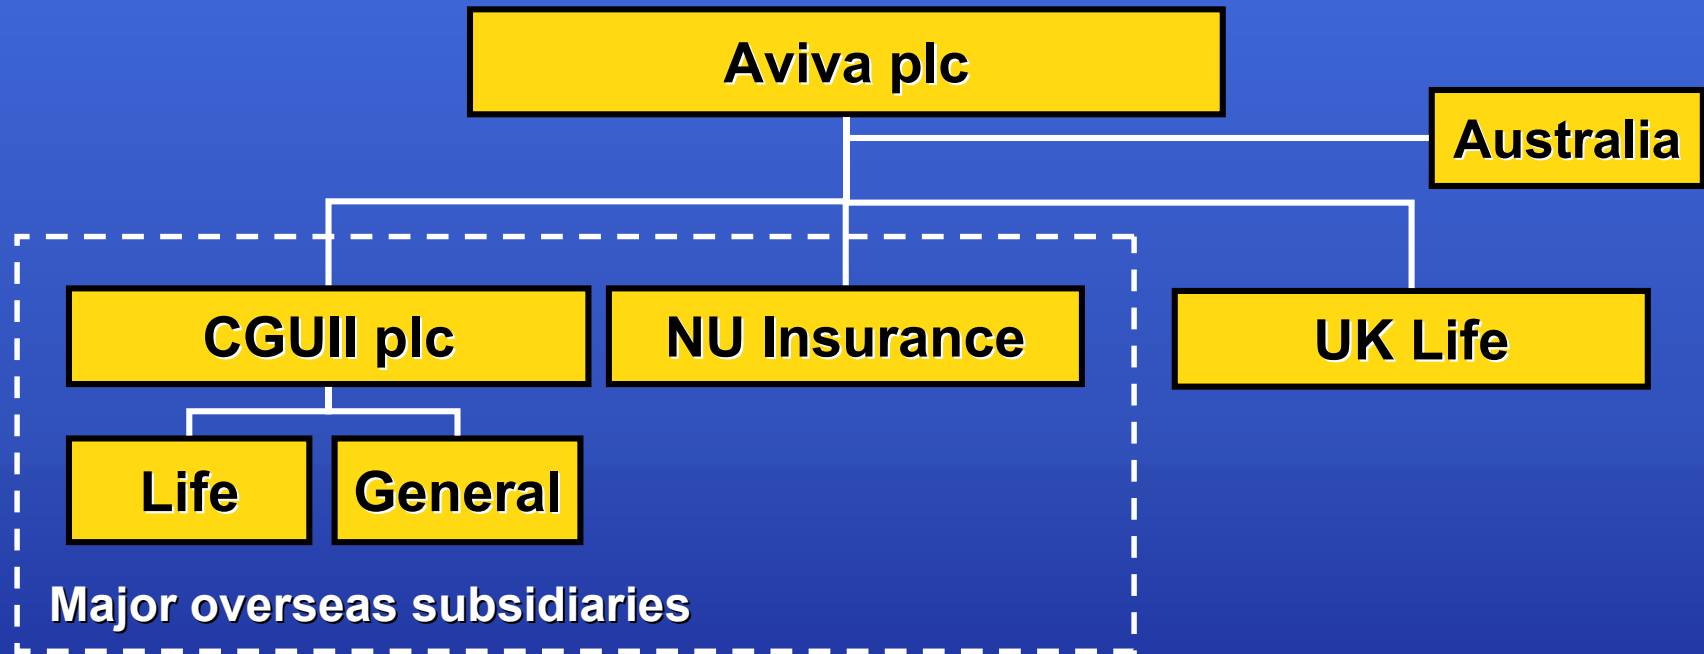 Aviva plc
Australia
CGUII plc
NU Insurance
UK Life
Life
General
Major overseas subsidiaries